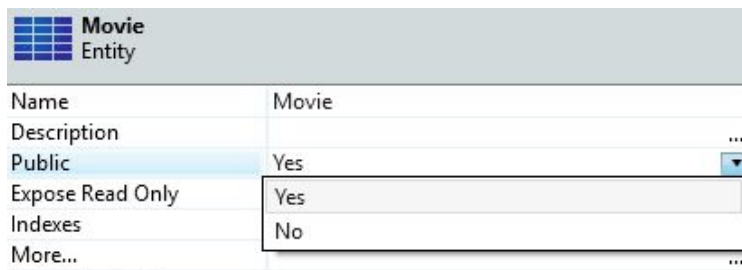 Movie
Entity
Name Movie
Description ...
Public Yes
Expose Read Only Yes
Indexes No
More... ...